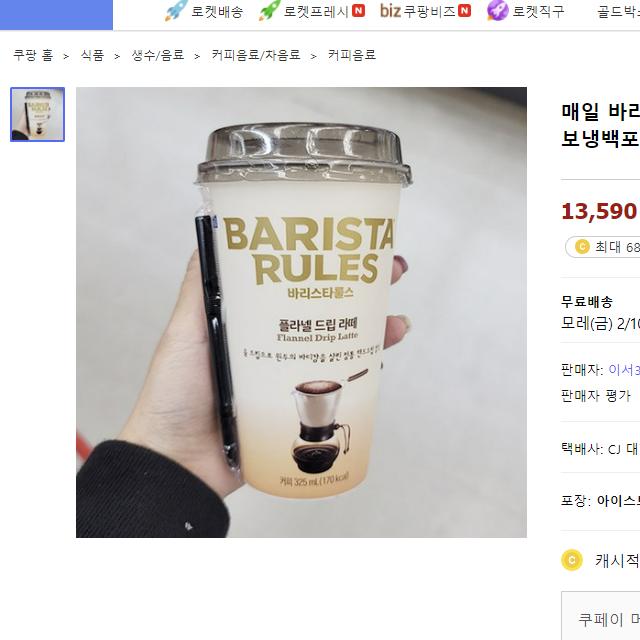 로켓배송 로켓프레시 N biz 쿠팡비즈 N 로켓직구 골드박스
쿠팡 홈 > 식품 > 생수/음료 > 커피음료/차음료 > 커피음료
매일 바리
보냉백포
13,590
C 최대 68
무료배송
모레(금) 2/10
판매자: 이서
판매자 평가
택배사: CJ 대
포장: 아이스
C 캐시적
쿠페이 머
BARISTA
RULES
바리스타룰스
플라넬 드립 라떼
Flannel Drip Latte
커피 325 mL(170 kcal)